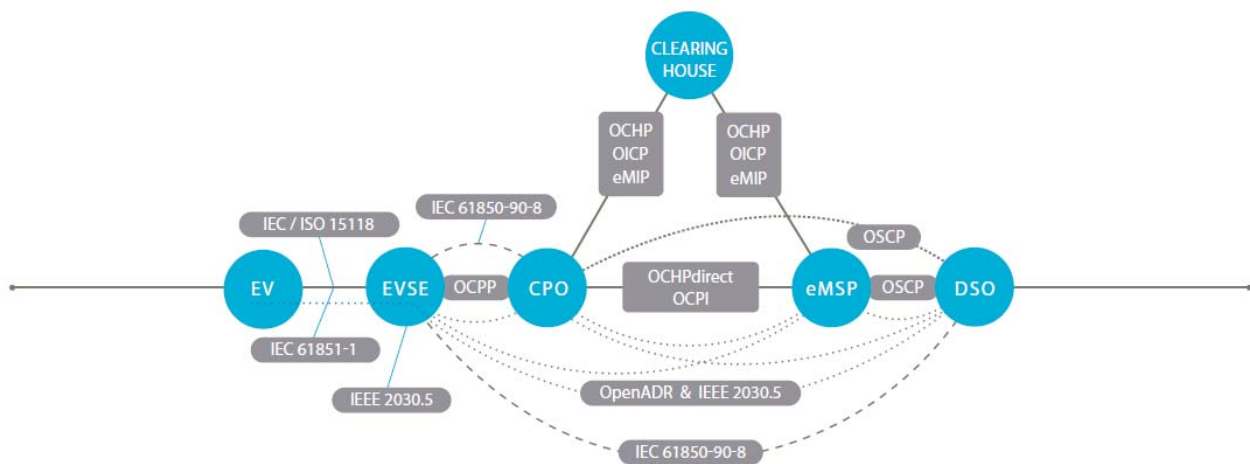 CLEARING
HOUSE
OCHP
OICP
eMIP
OCHP
OICP
eMIP
IEC 61850-90-8
IEC / ISO 15118
OSCP
EV
EVSE
OCPP
CPO
OCHPdirect
OCPI
eMSP
OSCP
DSO
IEC 61851-1
IEEE 2030.5
OpenADR & IEEE 2030.5
IEC 61850-90-8